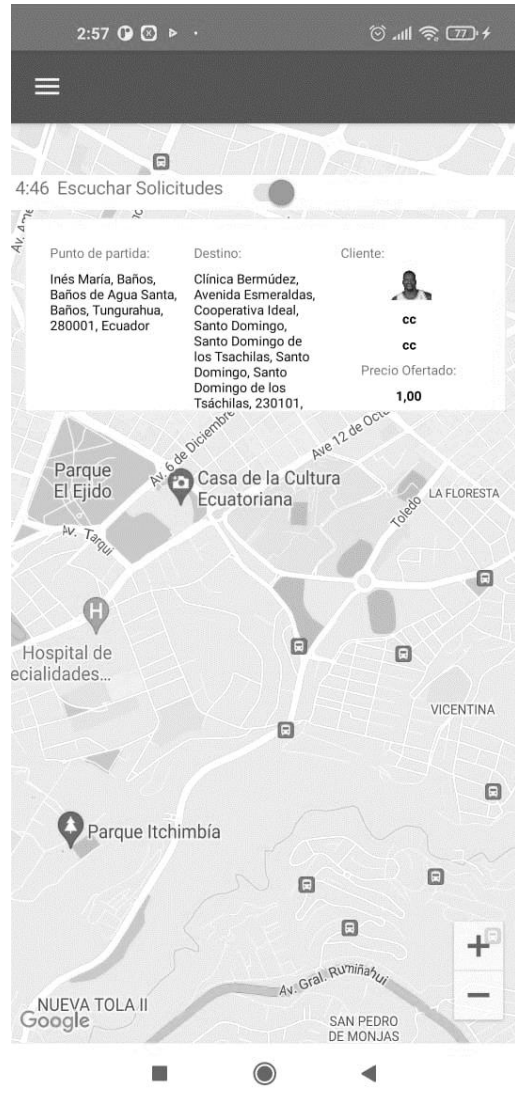 2:57
77
4:46 Escuchar Solicitudes
Av. Ame
Punto de partida:
Inés María, Baños,
Baños de Agua Santa,
Baños, Tungurahua,
280001, Ecuador
Destino:
Clínica Bermúdez,
Avenida Esmeraldas,
Cooperativa Ideal,
Santo Domingo,
Santo Domingo de
los Tsachilas, Santo
Domingo, Santo
Domingo de los
Tsáchilas, 230101,
Cliente:
cc
cc
Precio Ofertado:
1,00
Av. 6 de Diciembre
Ave 12 de Oct
Parque
El Ejido
Casa de la Cultura
Ecuatoriana
Toledo
LA FLORESTA
Av. Tarqui
H
Hospital de
ecialidades...
VICENTINA
Parque Itchimbía
+
−
Av. Gral. Rumiñahui
NUEVA TOLA II
Google
SAN PEDRO
DE MONJAS